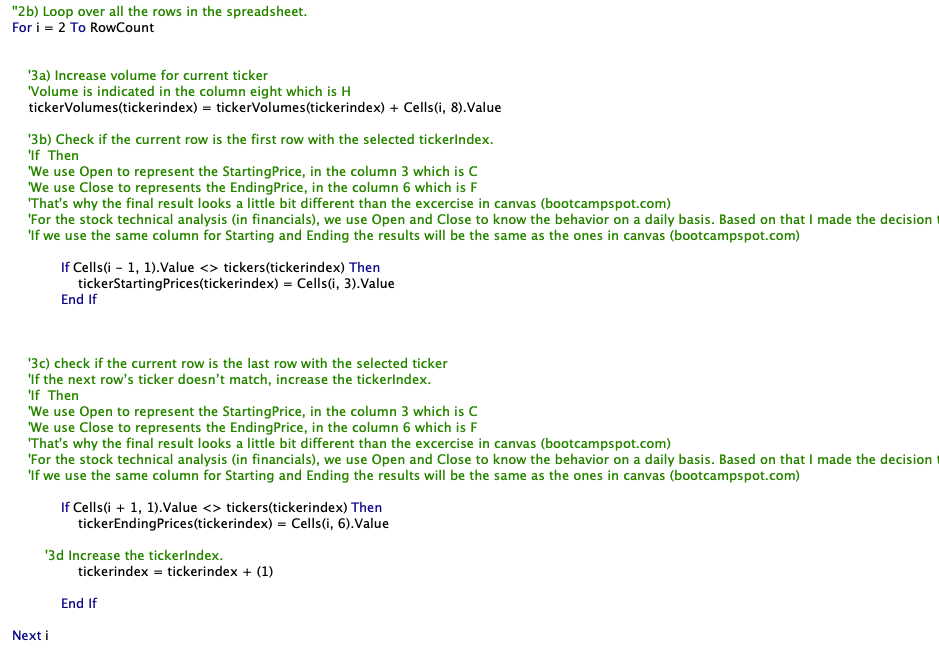 "2b) Loop over all the rows in the spreadsheet.
For i = 2 To RowCount
'3a) Increase volume for current ticker
'Volume is indicated in the column eight which is H
tickerVolumes(tickerindex) = tickerVolumes(tickerindex) + Cells(i, 8).Value
'3b) Check if the current row is the first row with the selected tickerIndex.
'If  Then
'We use Open to represent the StartingPrice, in the column 3 which is C
'We use Close to represents the EndingPrice, in the column 6 which is F
'That's why the final result looks a little bit different than the excercise in canvas (bootcampspot.com)
'For the stock technical analysis (in financials), we use Open and Close to know the behavior on a daily basis. Based on that I made the decision
'If we use the same column for Starting and Ending the results will be the same as the ones in canvas (bootcampspot.com)
If Cells(i - 1, 1).Value <> tickers(tickerindex) Then
tickerStartingPrices(tickerindex) = Cells(i, 3).Value
End If
'3c) check if the current row is the last row with the selected ticker
'If the next row's ticker doesn't match, increase the tickerIndex.
'If  Then
'We use Open to represent the StartingPrice, in the column 3 which is C
'We use Close to represents the EndingPrice, in the column 6 which is F
'That's why the final result looks a little bit different than the excercise in canvas (bootcampspot.com)
'For the stock technical analysis (in financials), we use Open and Close to know the behavior on a daily basis. Based on that I made the decision
'If we use the same column for Starting and Ending the results will be the same as the ones in canvas (bootcampspot.com)
If Cells(i + 1, 1).Value <> tickers(tickerindex) Then
tickerEndingPrices(tickerindex) = Cells(i, 6).Value
'3d Increase the tickerIndex.
tickerindex = tickerindex + (1)
End If
Next i